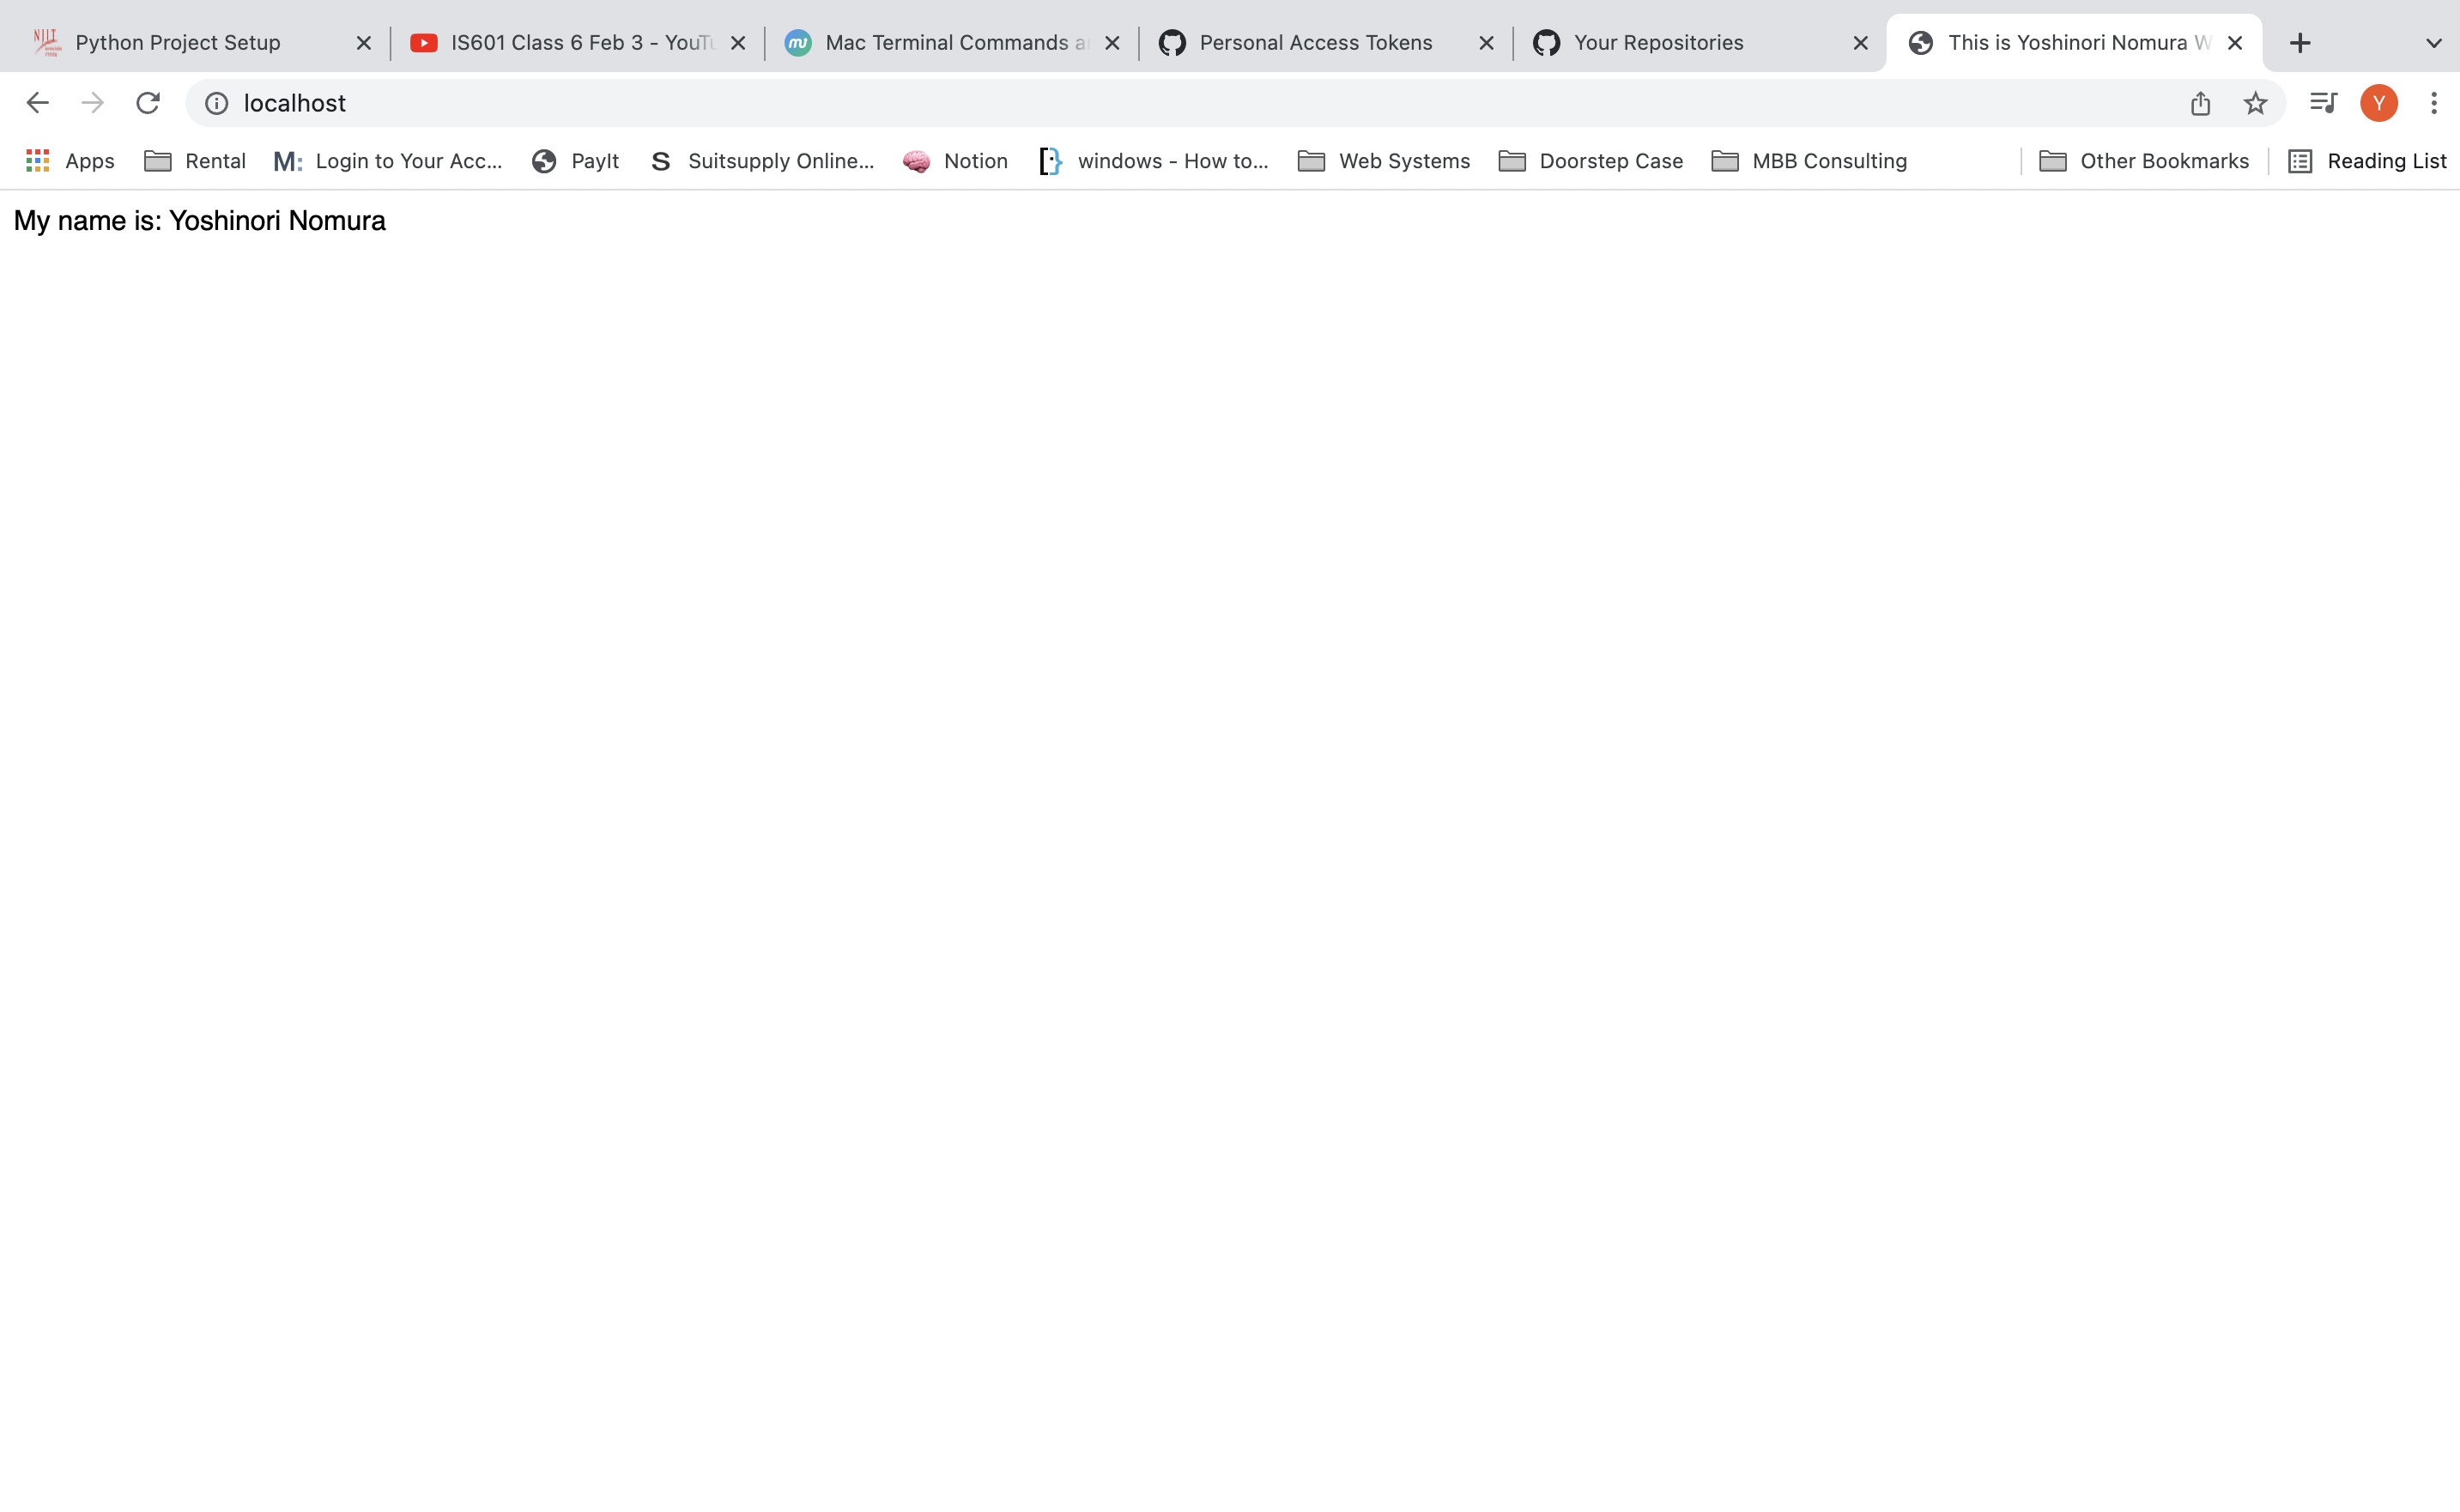 Python Project Setup IS601 Class 6 Feb 3 - YouTu Mac Terminal Commands a Personal Access Tokens Your Repositories This is Yoshinori Nomura W
localhost Y
Apps Rental M: Login to Your Acc... PayIt S Suitsupply Online... Notion windows - How to... Web Systems Doorstep Case MBB Consulting Other Bookmarks Reading List
My name is: Yoshinori Nomura